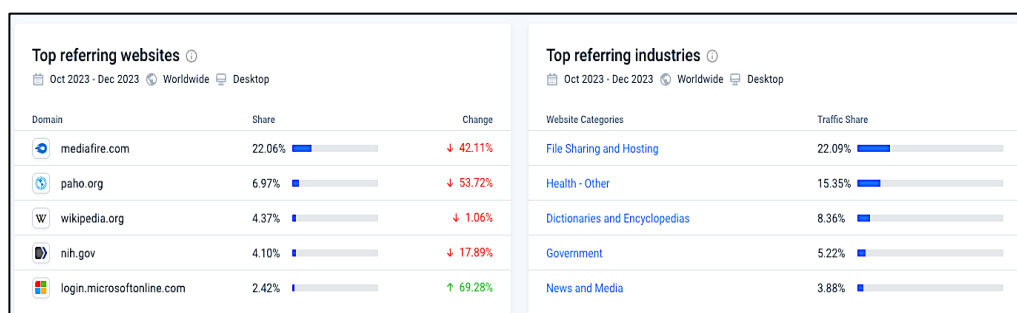 Top referring websites
Oct 2023 - Dec 2023 Worldwide Desktop
Domain Share Change
mediafire.com 22.06% ↓ 42.11%
paho.org 6.97% ↓ 53.72%
W wikipedia.org 4.37% ↓ 1.06%
nih.gov 4.10% ↓ 17.89%
login.microsoftonline.com 2.42% ↑ 69.28%
Top referring industries
Oct 2023 - Dec 2023 Worldwide Desktop
Website Categories Traffic Share
File Sharing and Hosting 22.09%
Health - Other 15.35%
Dictionaries and Encyclopedias 8.36%
Government 5.22%
News and Media 3.88%